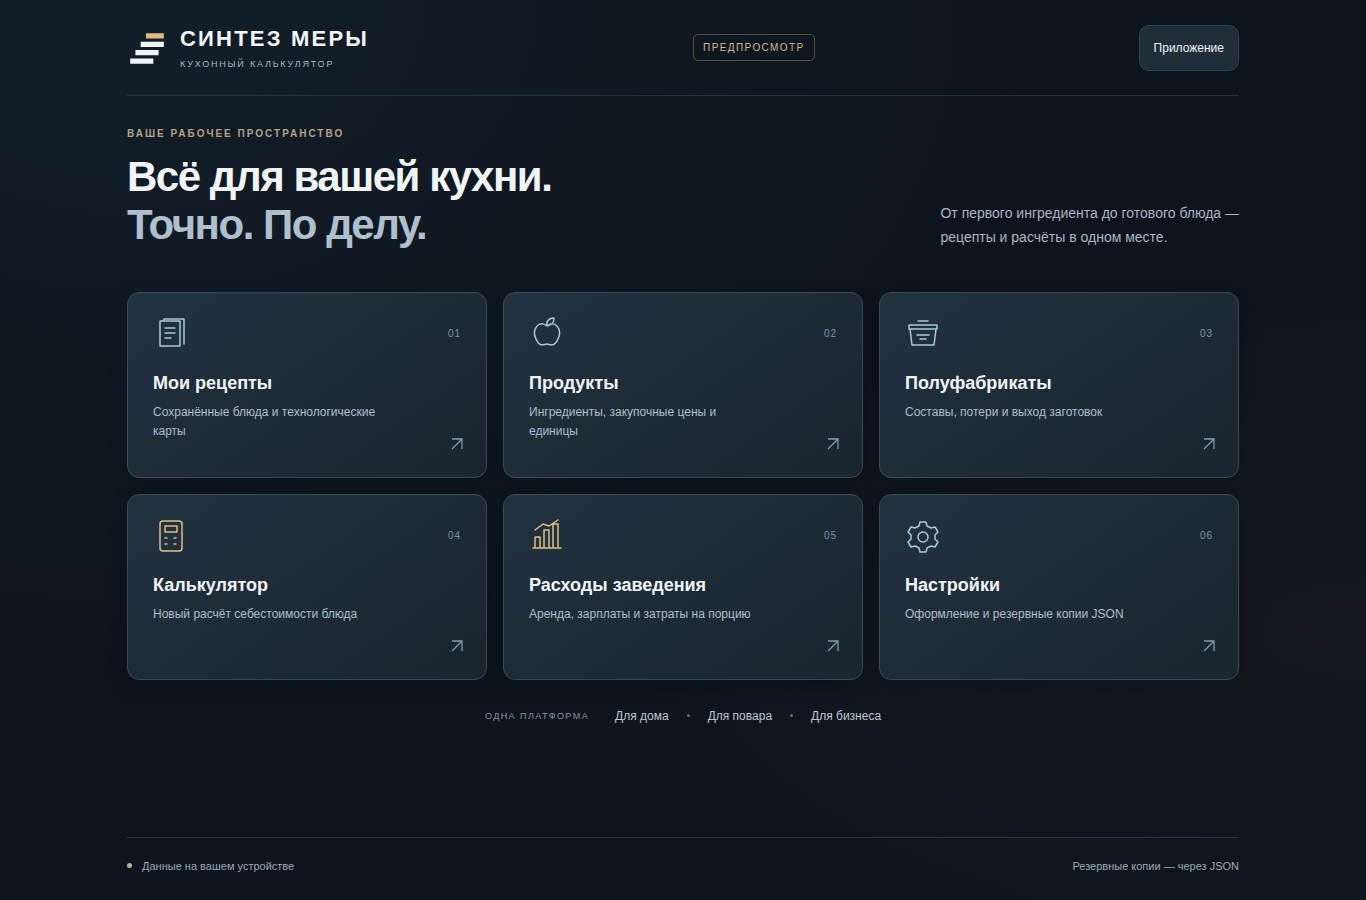 СИНТЕЗ МЕРЫ
КУХОННЫЙ КАЛЬКУЛЯТОР
ПРЕДПРОСМОТР
Приложение
ВАШЕ РАБОЧЕЕ ПРОСТРАНСТВО
Всё для вашей кухни.
Точно. По делу.
От первого ингредиента до готового блюда —
рецепты и расчёты в одном месте.
01
Мои рецепты
Сохранённые блюда и технологические
карты
02
Продукты
Ингредиенты, закупочные цены и
единицы
03
Полуфабрикаты
Составы, потери и выход заготовок
04
Калькулятор
Новый расчёт себестоимости блюда
05
Расходы заведения
Аренда, зарплаты и затраты на порцию
06
Настройки
Оформление и резервные копии JSON
ОДНА ПЛАТФОРМА Для дома • Для повара • Для бизнеса
Данные на вашем устройстве
Резервные копии — через JSON